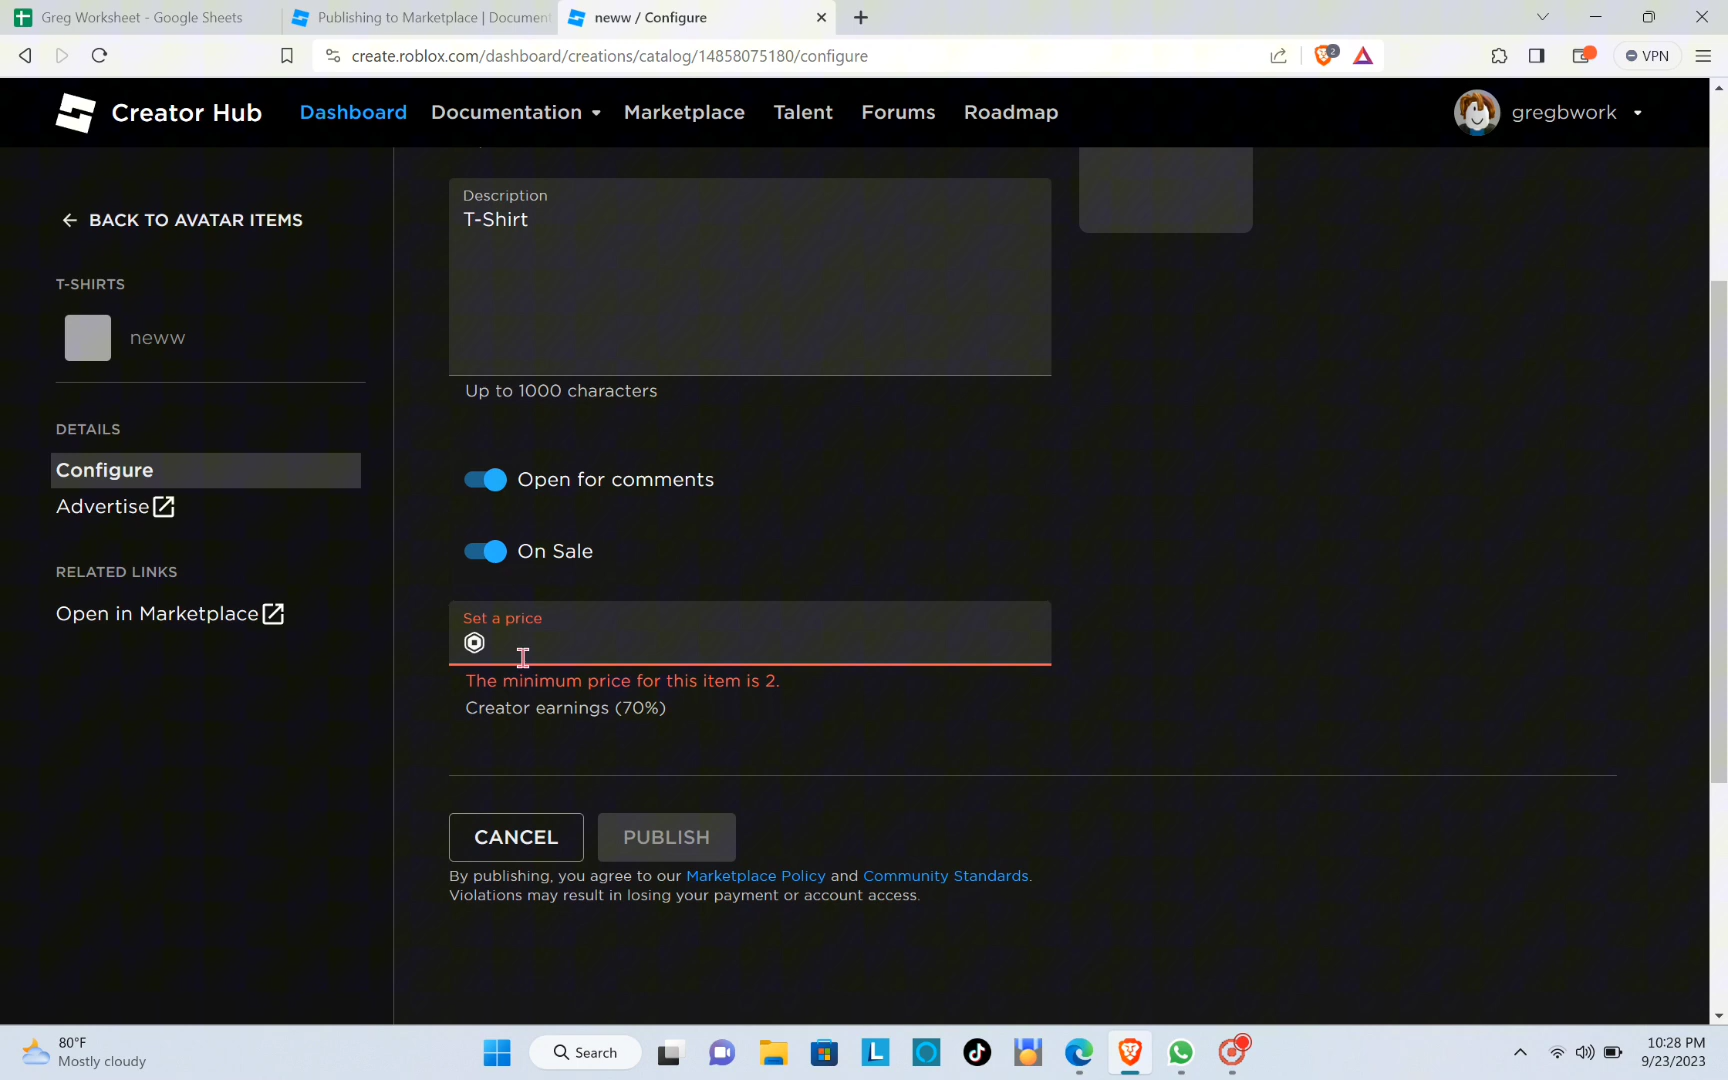 Greg Worksheet - Google Sheets
Publishing to Marketplace | Document
neww / Configure
create.roblox.com/dashboard/creations/catalog/14858075180/configure
2
VPN
Creator Hub
Dashboard
Documentation
Marketplace
Talent
Forums
Roadmap
gregbwork
BACK TO AVATAR ITEMS
T-SHIRTS
neww
DETAILS
Configure
Advertise
RELATED LINKS
Open in Marketplace
Description
T-Shirt
Up to 1000 characters
Open for comments
On Sale
Set a price
The minimum price for this item is 2.
Creator earnings (70%)
CANCEL
PUBLISH
By publishing, you agree to our Marketplace Policy and Community Standards.
Violations may result in losing your payment or account access.
80°F
Mostly cloudy
Search
L
10:28 PM
9/23/2023